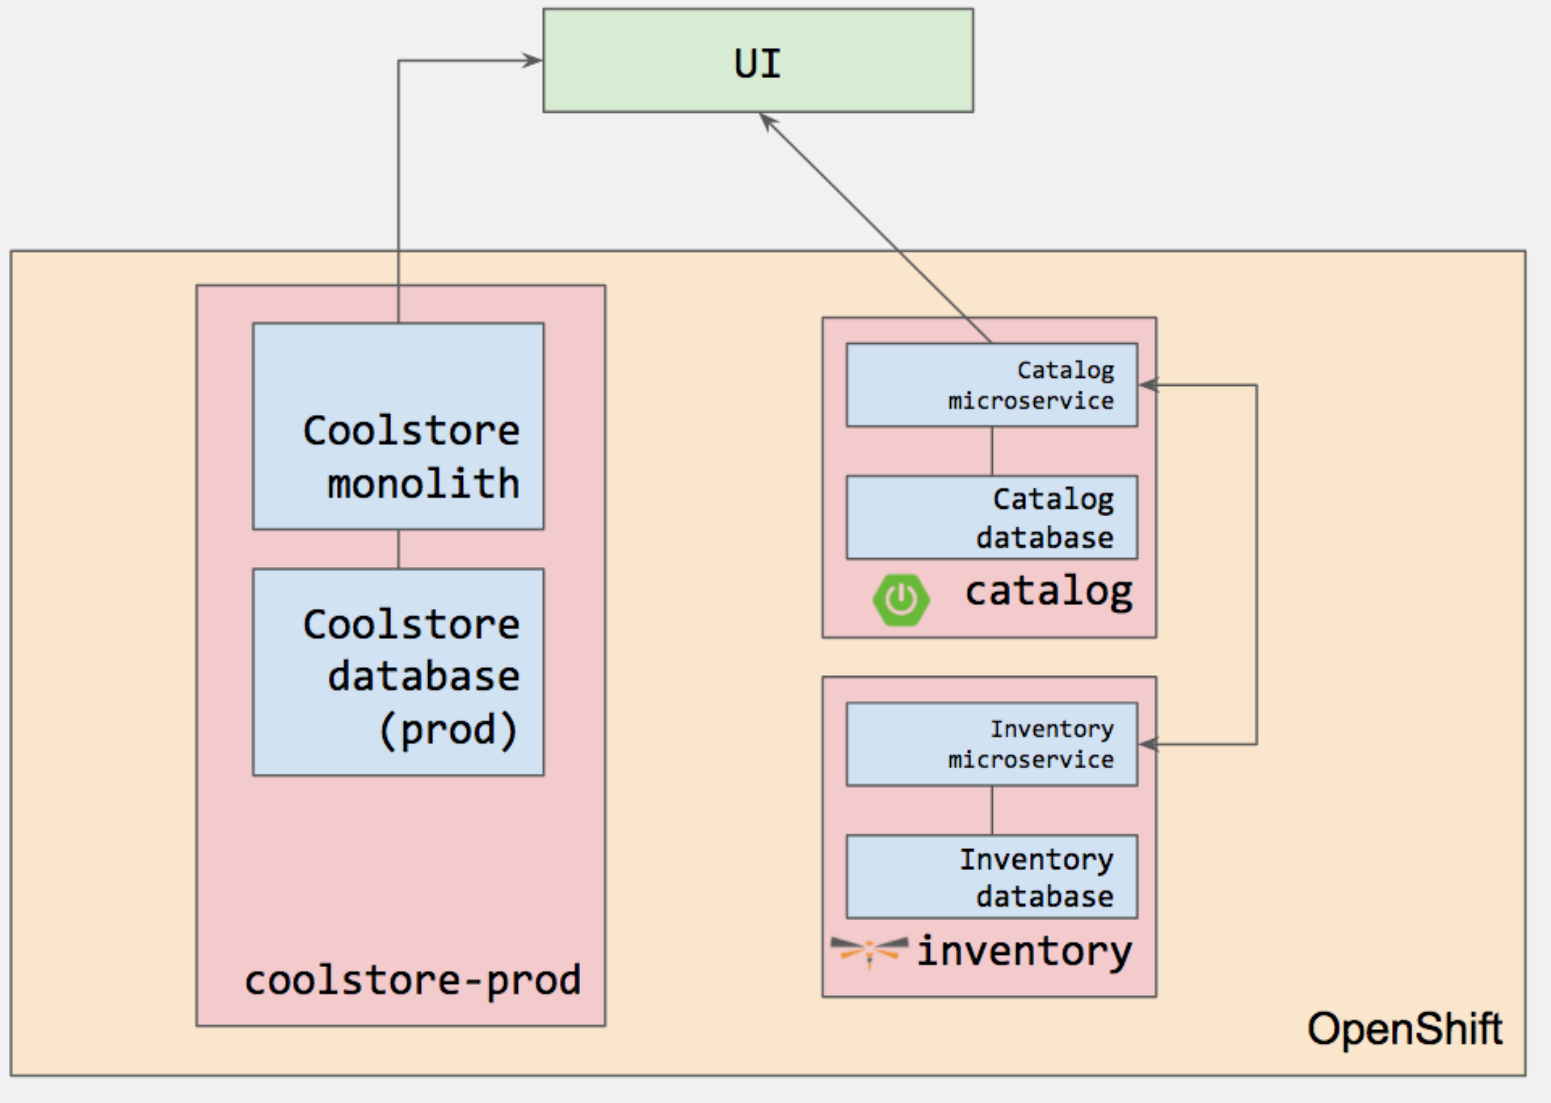 UI
Coolstore
monolith
Coolstore
database
(prod)
coolstore-prod
Catalog
microservice
Catalog
database
catalog
Inventory
microservice
Inventory
database
inventory
OpenShift